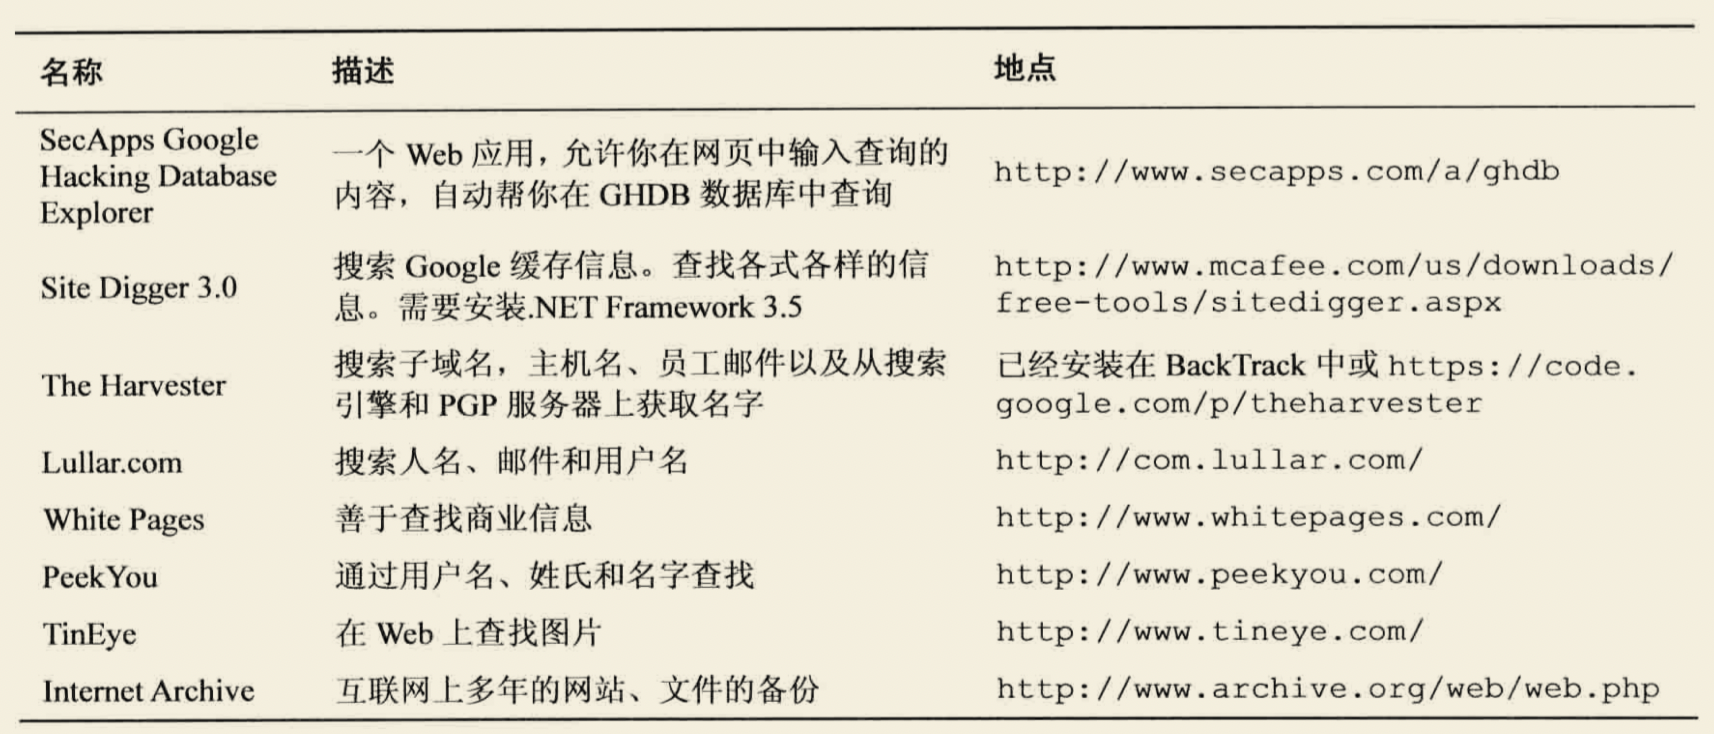 名称 描述 地点
SecApps Google
Hacking Database
Explorer
一个 Web 应用，允许你在网页中输入查询的
内容，自动帮你在 GHDB 数据库中查询
http://www.secapps.com/a/ghdb
Site Digger 3.0
搜索 Google 缓存信息。查找各式各样的信
息。需要安装.NET Framework 3.5
http://www.mcafee.com/us/downloads/
free-tools/sitedigger.aspx
The Harvester
搜索子域名，主机名、员工邮件以及从搜索
引擎和 PGP 服务器上获取名字
已经安装在 BackTrack 中或 https://code.
google.com/p/theharvester
Lullar.com 搜索人名、邮件和用户名 http://com.lullar.com/
White Pages 善于查找商业信息 http://www.whitepages.com/
PeekYou 通过用户名、姓氏和名字查找 http://www.peekyou.com/
TinEye 在 Web 上查找图片 http://www.tineye.com/
Internet Archive 互联网上多年的网站、文件的备份 http://www.archive.org/web/web.php